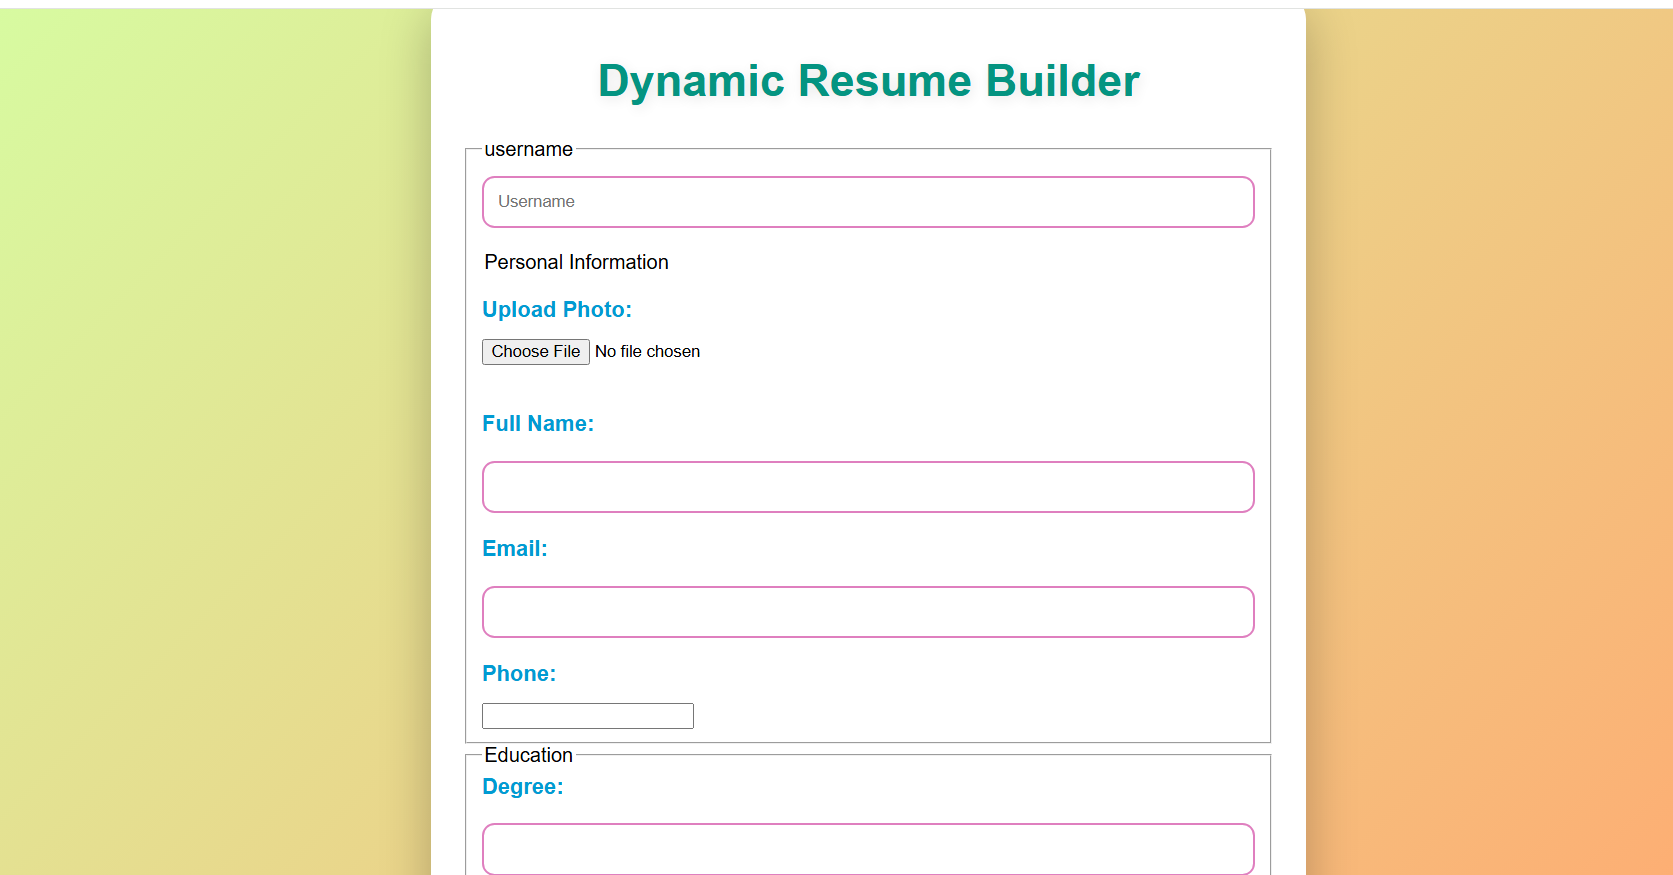 Dynamic Resume Builder
username
Username
Personal Information
Upload Photo:
Choose File No file chosen
Full Name:
Email:
Phone:
Education
Degree: